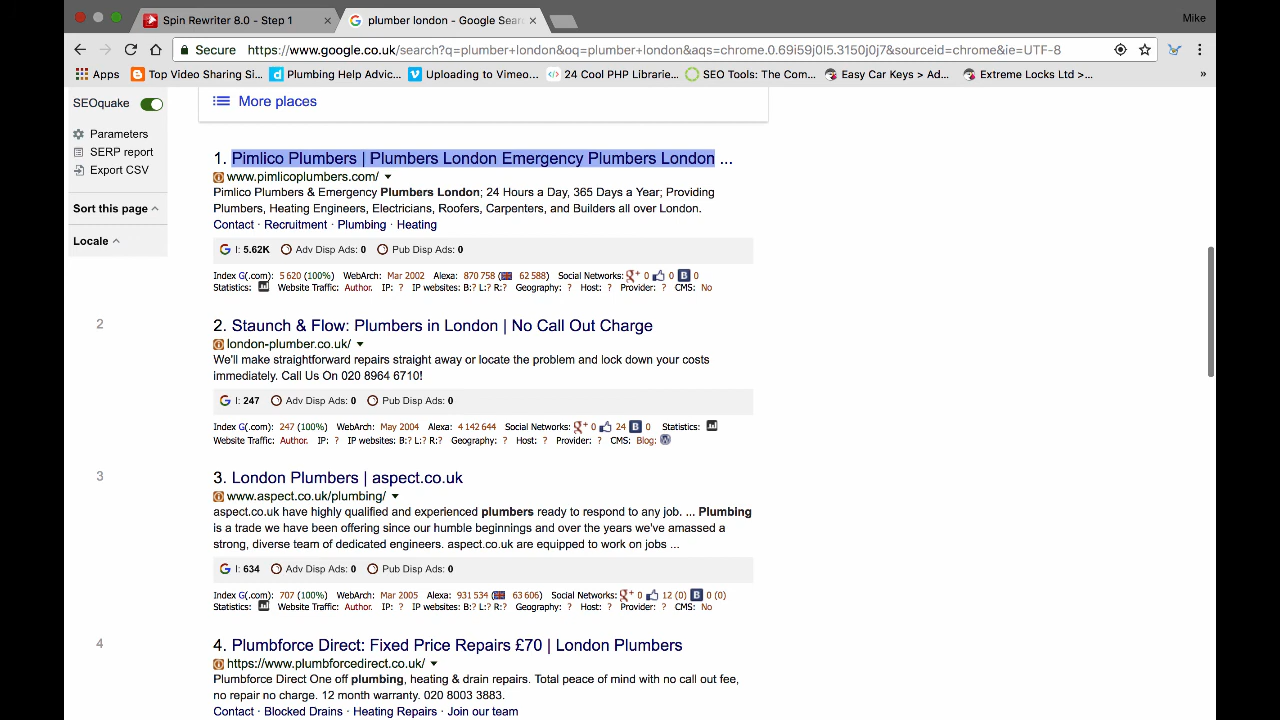 Spin Rewriter 8.0 - Step 1
plumber london - Google Sear
Mike
Secure https://www.google.co.uk/search?q=plumber+london&oq=plumber+london&aqs=chrome.0.69i59j0l5.3150j0j7&sourceid=chrome&ie=UTF-8
Apps Top Video Sharing Si... Plumbing Help Advic... Uploading to Vimeo... 24 Cool PHP Librarie... SEO Tools: The Com... Easy Car Keys > Ad... Extreme Locks Ltd >... »
SEOquake
Parameters
SERP report
Export CSV
Sort this page
Locale
More places
1. Pimlico Plumbers | Plumbers London Emergency Plumbers London ...
www.pimlicoplumbers.com/
Pimlico Plumbers & Emergency Plumbers London; 24 Hours a Day, 365 Days a Year; Providing
Plumbers, Heating Engineers, Electricians, Roofers, Carpenters, and Builders all over London.
Contact · Recruitment · Plumbing · Heating
I: 5.62K Adv Disp Ads: 0 Pub Disp Ads: 0
Index G(.com): 5 620 (100%) WebArch: Mar 2002 Alexa: 870 758 ( 62 588) Social Networks: g+ 0 0 B 0
Statistics: Website Traffic: Author. IP: ? IP websites: B:? L:? R:? Geography: ? Host: ? Provider: ? CMS: No
2
2. Staunch & Flow: Plumbers in London | No Call Out Charge
london-plumber.co.uk/
We'll make straightforward repairs straight away or locate the problem and lock down your costs
immediately. Call Us On 020 8964 6710!
I: 247 Adv Disp Ads: 0 Pub Disp Ads: 0
Index G(.com): 247 (100%) WebArch: May 2004 Alexa: 4 142 644 Social Networks: g+ 0 24 B 0 Statistics:
Website Traffic: Author. IP: ? IP websites: B:? L:? R:? Geography: ? Host: ? Provider: ? CMS: Blog:
3
3. London Plumbers | aspect.co.uk
www.aspect.co.uk/plumbing/
aspect.co.uk have highly qualified and experienced plumbers ready to respond to any job. ... Plumbing
is a trade we have been offering since our humble beginnings and over the years we've amassed a
strong, diverse team of dedicated engineers. aspect.co.uk are equipped to work on jobs ...
I: 634 Adv Disp Ads: 0 Pub Disp Ads: 0
Index G(.com): 707 (100%) WebArch: Mar 2005 Alexa: 931 534 ( 63 606) Social Networks: g+ 0 12 (0) B 0 (0)
Statistics: Website Traffic: Author. IP: ? IP websites: B:? L:? R:? Geography: ? Host: ? Provider: ? CMS: No
4
4. Plumbforce Direct: Fixed Price Repairs £70 | London Plumbers
https://www.plumbforcedirect.co.uk/
Plumbforce Direct One off plumbing, heating & drain repairs. Total peace of mind with no call out fee,
no repair no charge. 12 month warranty. 020 8003 3883.
Contact · Blocked Drains · Heating Repairs · Join our team